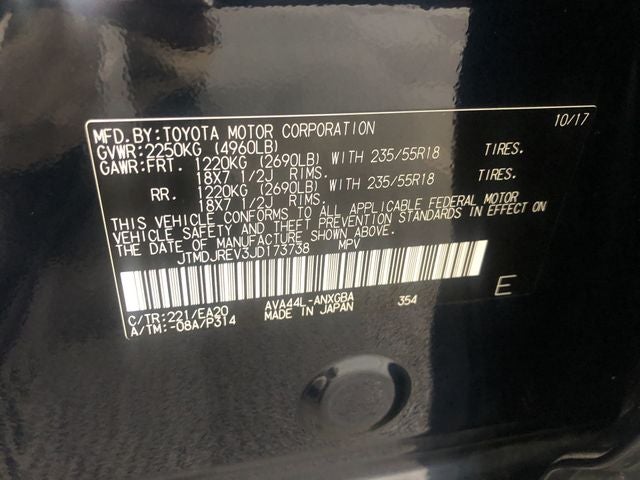 MFD.BY:TOYOTA MOTOR CORPORATION 10/17
GVWR:2250KG (4960LB)
GAWR:FRT. 1220KG (2690LB) WITH 235/55R18 TIRES.
18X7 1/2J RIMS.
RR. 1220KG (2690LB) WITH 235/55R18 TIRES.
18X7 1/2J RIMS.
THIS VEHICLE CONFORMS TO ALL APPLICABLE FEDERAL MOTOR
VEHICLE SAFETY AND THEFT PREVENTION STANDARDS IN EFFECT ON
THE DATE OF MANUFACTURE SHOWN ABOVE.
JTMDJREV3JD173738 MPV
E
C/TR:221/EA20 AVA44L-ANXGBA 354
A/TM:-08A/P314 MADE IN JAPAN